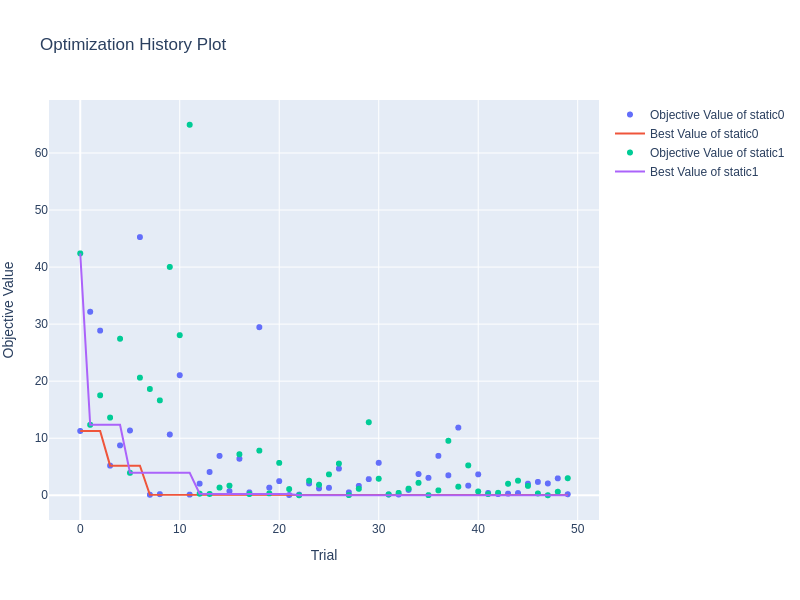 Optimization History Plot
Objective Value of static0
Best Value of static0
Objective Value of static1
Best Value of static1
60
50
40
30
20
10
0
Objective Value
0 10 20 30 40 50
Trial